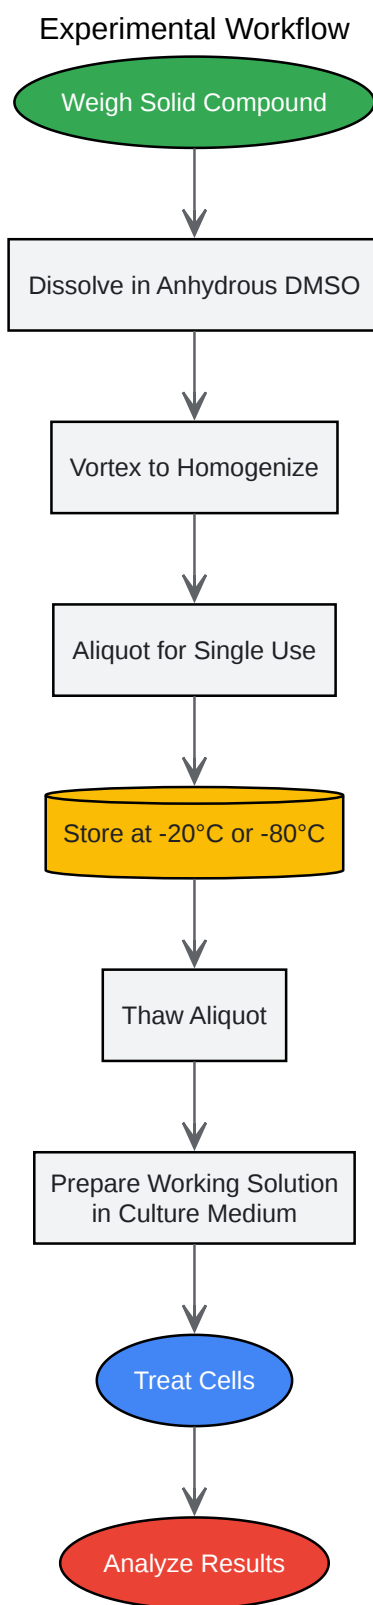 Experimental Workflow
Weigh Solid Compound
Dissolve in Anhydrous DMSO
Vortex to Homogenize
Aliquot for Single Use
Store at -20°C or -80°C
Thaw Aliquot
Prepare Working Solution
in Culture Medium
Treat Cells
Analyze Results